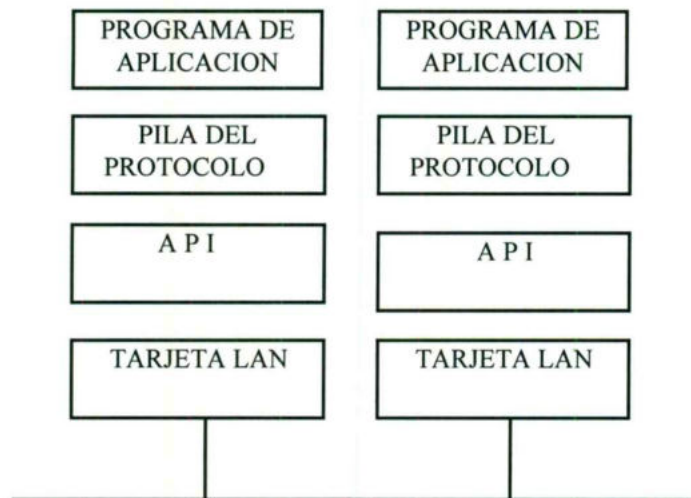 PROGRAMA DE
APLICACION
PILA DEL
PROTOCOLO
A P I
TARJETA LAN
PROGRAMA DE
APLICACION
PILA DEL
PROTOCOLO
A P I
TARJETA LAN